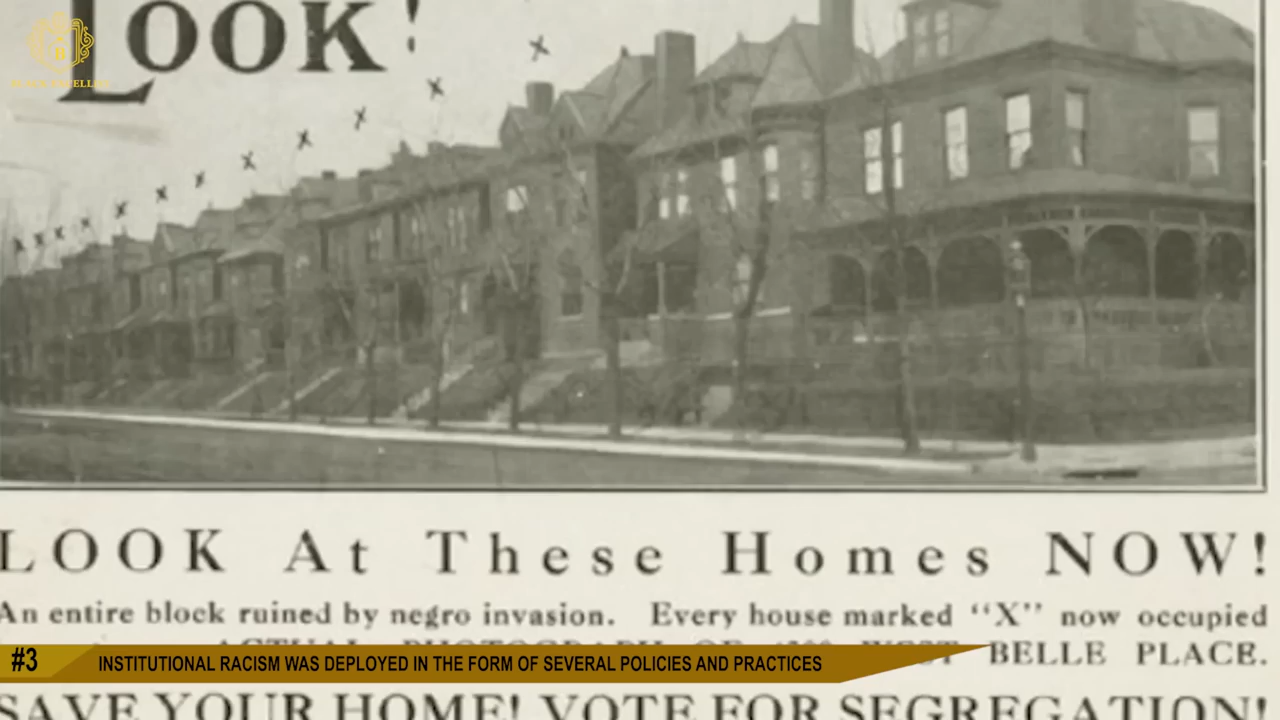 LOOK!
LOOK At These Homes NOW!
An entire block ruined by negro invasion. Every house marked "X" now occupied
BELLE PLACE.
#3 INSTITUTIONAL RACISM WAS DEPLOYED IN THE FORM OF SEVERAL POLICIES AND PRACTICES
SAVE YOUR HOME! VOTE FOR SEGREGATION!